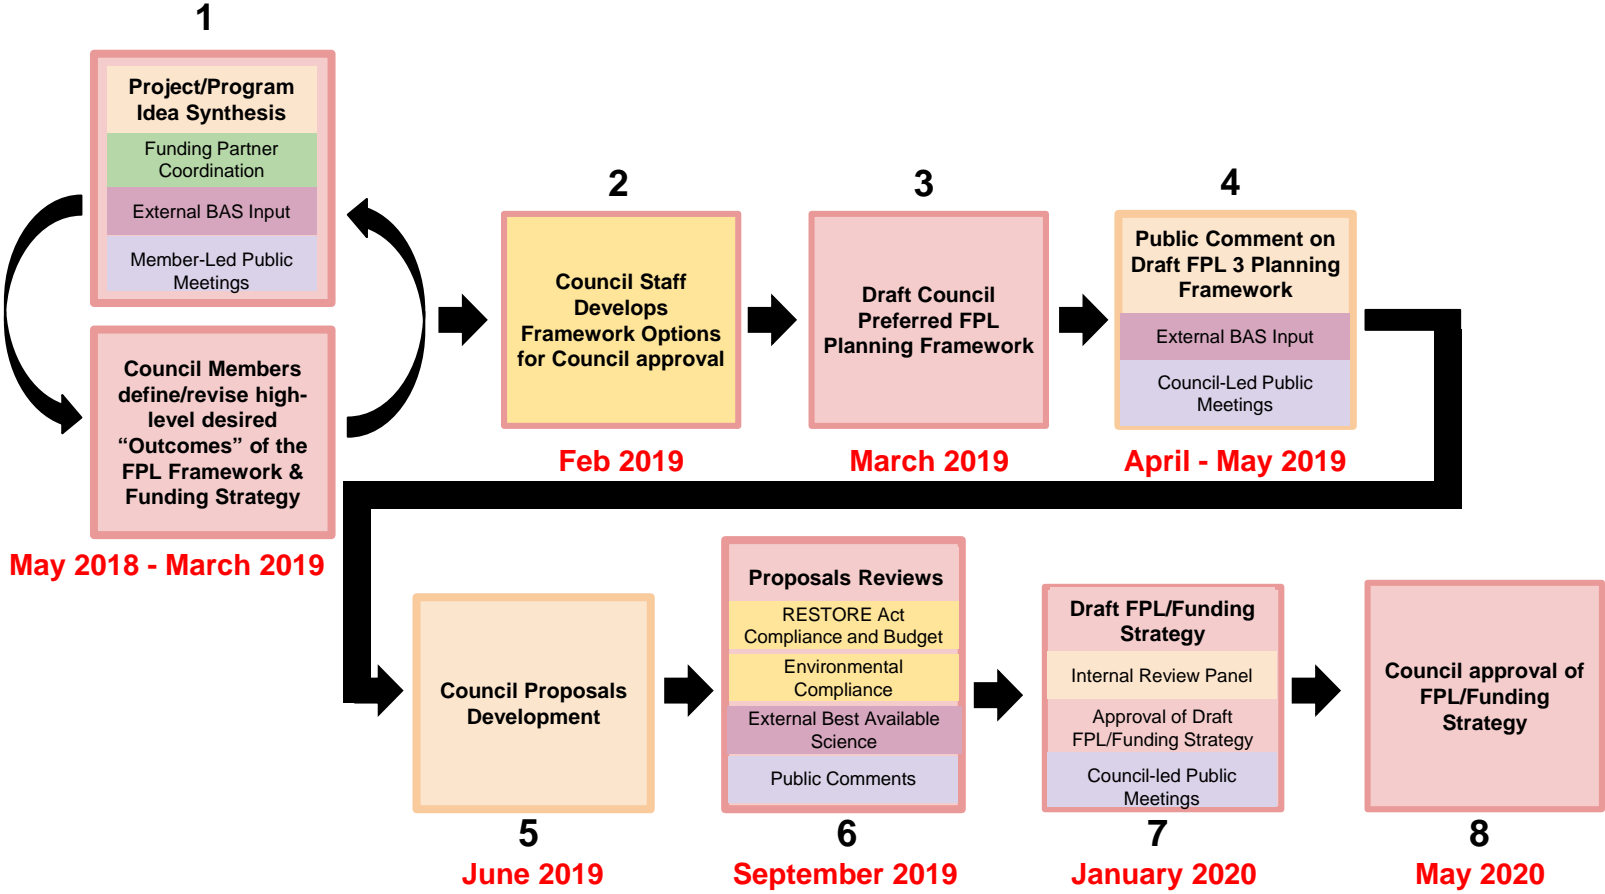 1
Project/Program
Idea Synthesis
Funding Partner
Coordination
External BAS Input
Member-Led Public
Meetings
Council Members
define/revise high-
level desired
“Outcomes” of the
FPL Framework &
Funding Strategy
May 2018 - March 2019
2
Council Staff
Develops
Framework Options
for Council approval
Feb 2019
3
Draft Council
Preferred FPL
Planning Framework
March 2019
4
Public Comment on
Draft FPL 3 Planning
Framework
External BAS Input
Council-Led Public
Meetings
April - May 2019
Council Proposals
Development
5
June 2019
Proposals Reviews
RESTORE Act
Compliance and Budget
Environmental
Compliance
External Best Available
Science
Public Comments
6
September 2019
Draft FPL/Funding
Strategy
Internal Review Panel
Approval of Draft
FPL/Funding Strategy
Council-led Public
Meetings
7
January 2020
Council approval of
FPL/Funding
Strategy
8
May 2020